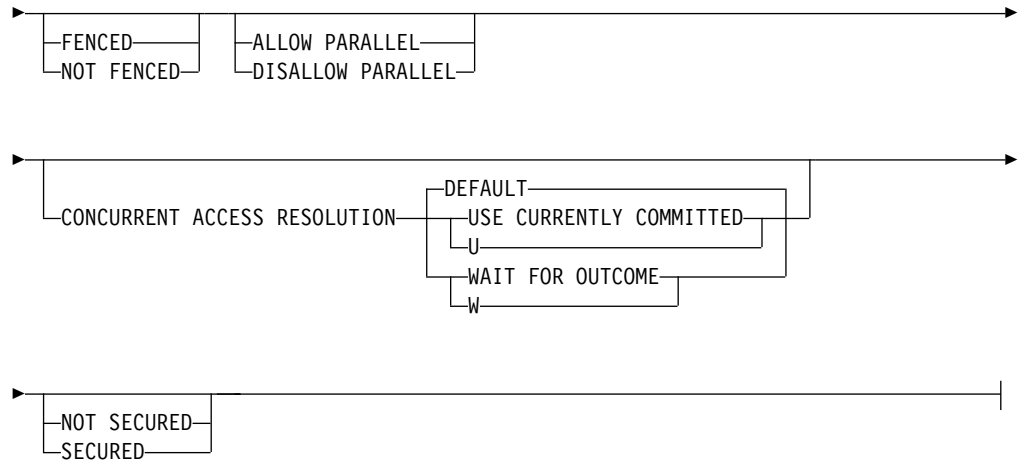 FENCED
NOT FENCED
ALLOW PARALLEL
DISALLOW PARALLEL
CONCURRENT ACCESS RESOLUTION
DEFAULT
USE CURRENTLY COMMITTED
U
WAIT FOR OUTCOME
W
NOT SECURED
SECURED